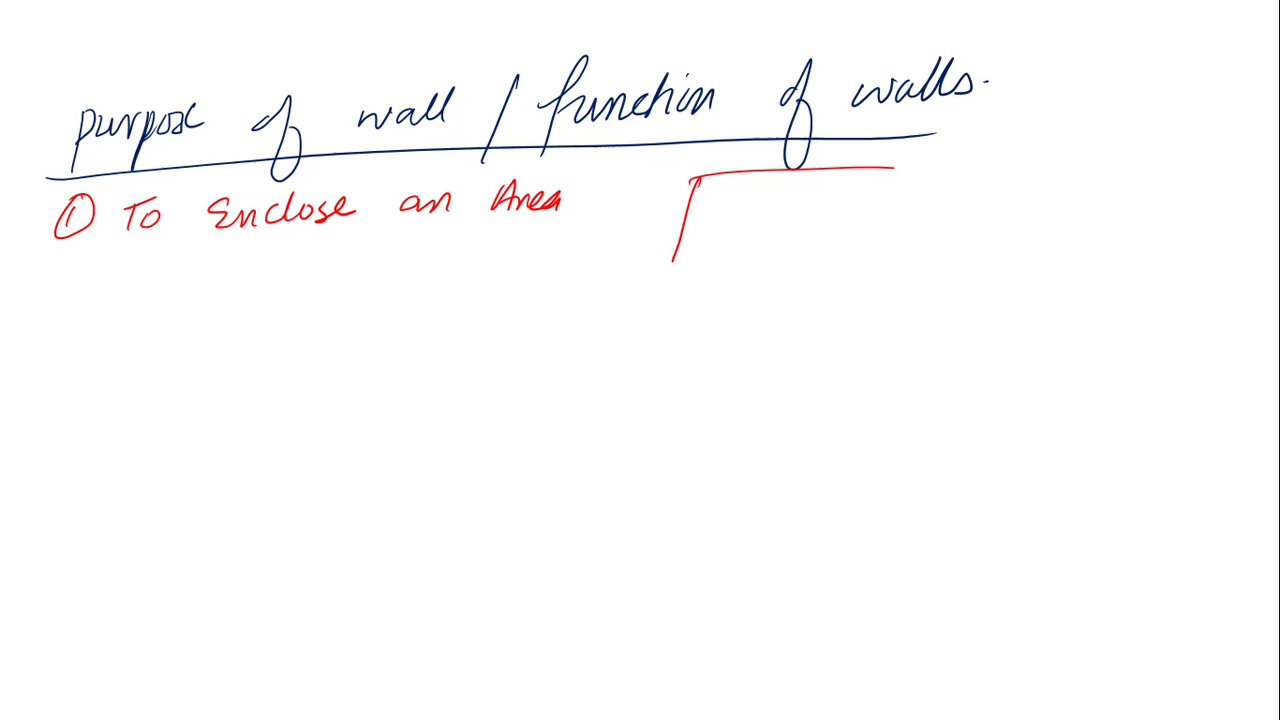 Purpose of wall / function of walls.
① To Enclose an Area